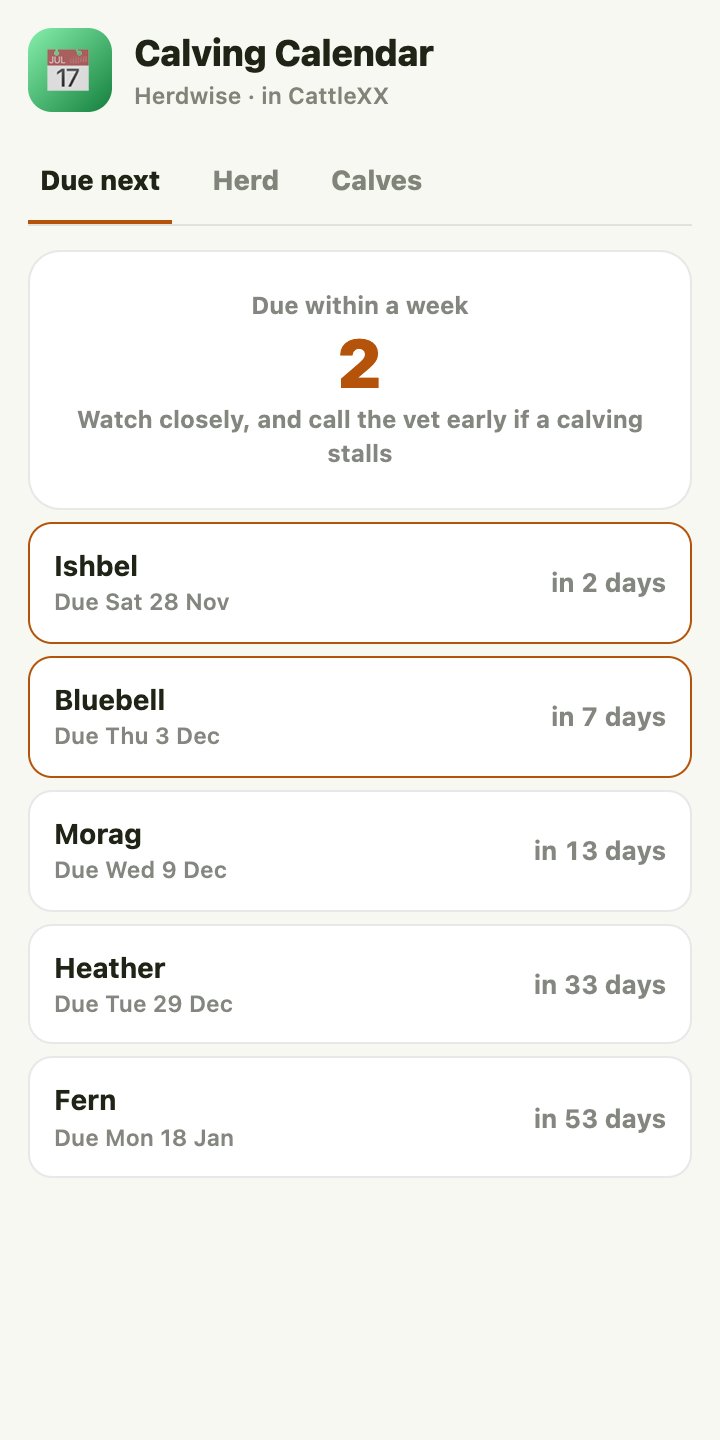 JUL
17
Calving Calendar
Herdwise · in CattleXX
Due next Herd Calves
Due within a week
2
Watch closely, and call the vet early if a calving
stalls
Ishbel
Due Sat 28 Nov
in 2 days
Bluebell
Due Thu 3 Dec
in 7 days
Morag
Due Wed 9 Dec
in 13 days
Heather
Due Tue 29 Dec
in 33 days
Fern
Due Mon 18 Jan
in 53 days